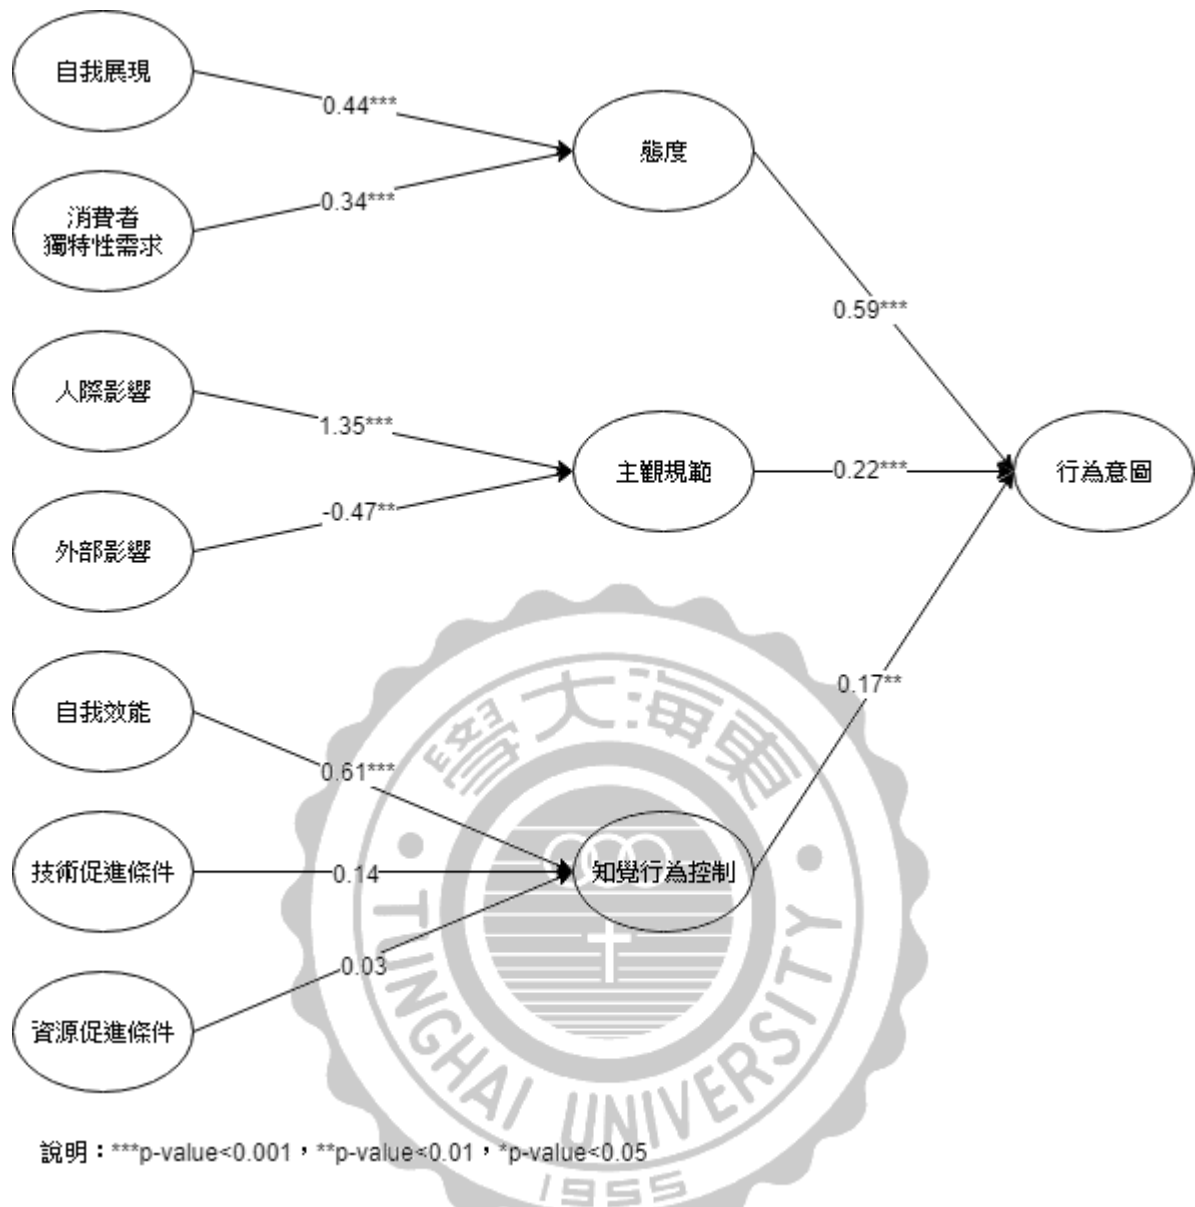 自我展現
0.44***
態度
0.34***
消費者
獨特性需求
0.59***
人際影響
1.35***
主觀規範
0.22***
行為意圖
-0.47**
外部影響
自我效能
0.61***
0.17**
技術促進條件
0.14
知覺行為控制
0.03
資源促進條件
說明：***p-value<0.001，**p-value<0.01，*p-value<0.05
學大海東
TUNGHAI UNIVERSITY
1955